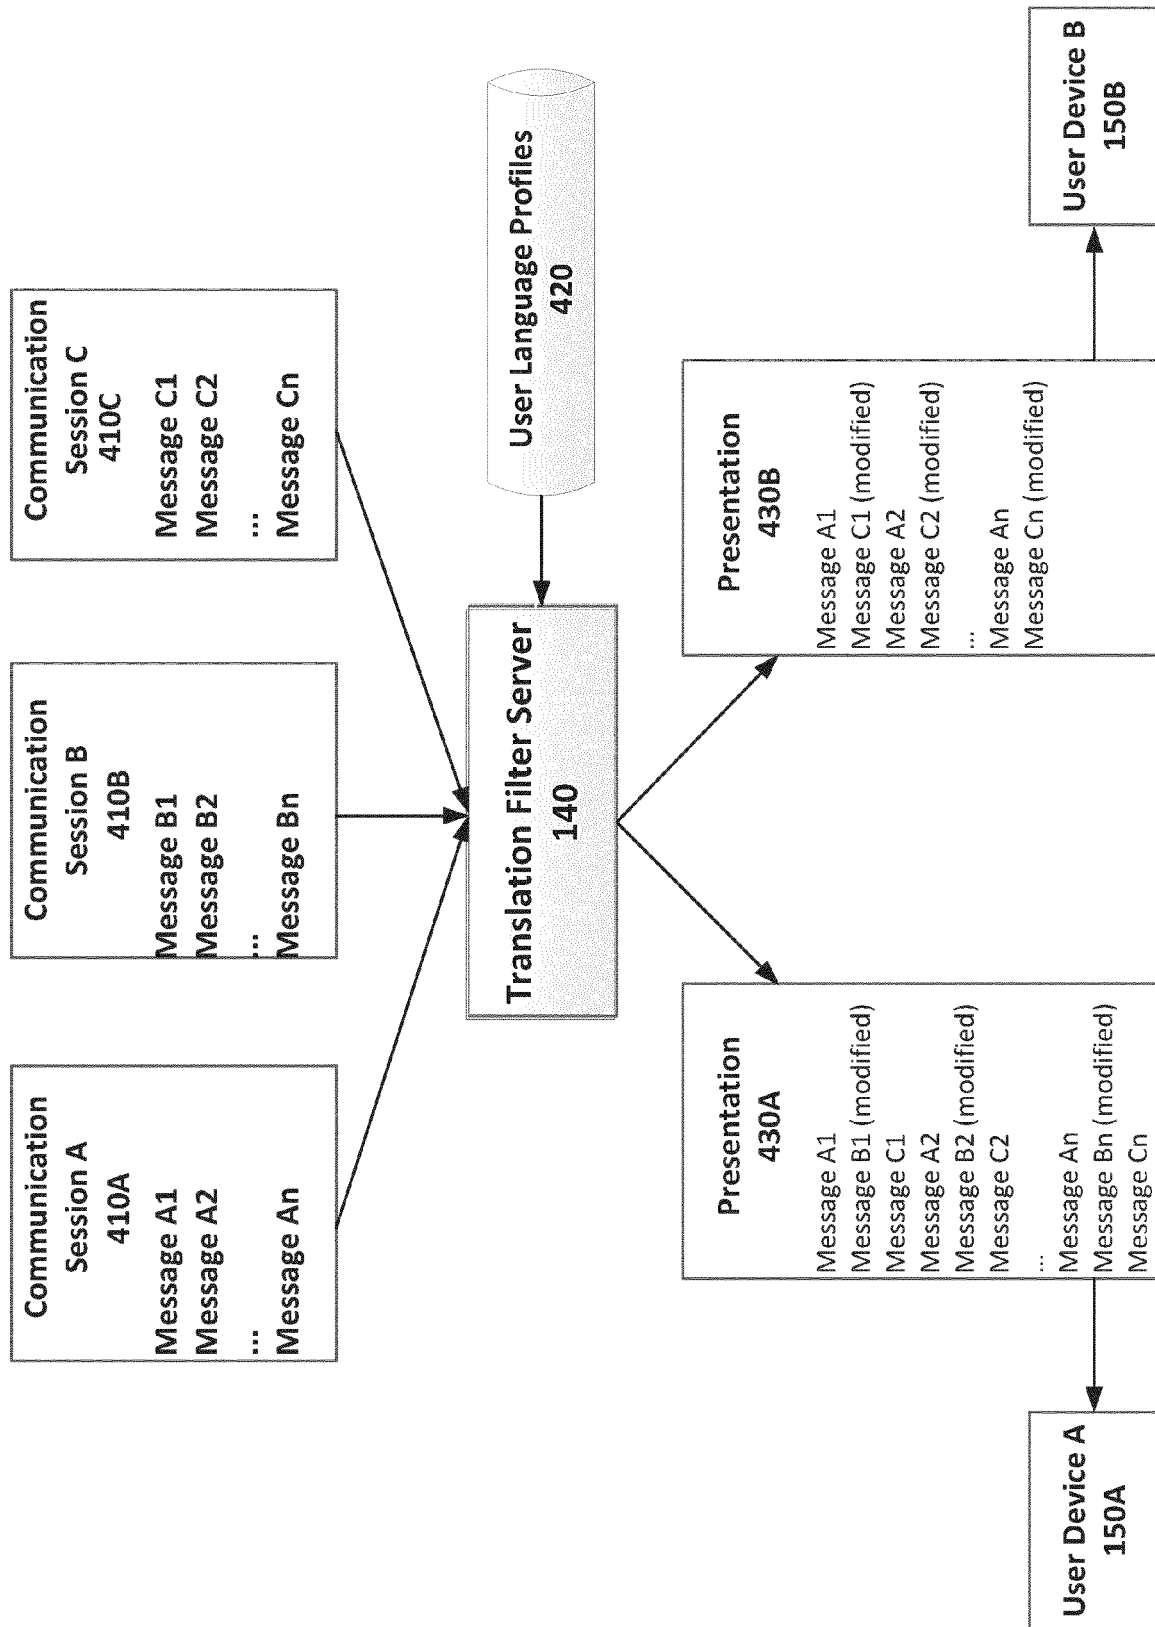 Communication
Session A
410A
Message A1
Message A2
...
Message An
Communication
Session B
410B
Message B1
Message B2
...
Message Bn
Communication
Session C
410C
Message C1
Message C2
...
Message Cn
Translation Filter Server
140
User Language Profiles
420
Presentation
430A
Message A1
Message B1 (modified)
Message C1
Message A2
Message B2 (modified)
Message C2
...
Message An
Message Bn (modified)
Message Cn
Presentation
430B
Message A1
Message C1 (modified)
Message A2
Message C2 (modified)
...
Message An
Message Cn (modified)
User Device A
150A
User Device B
150B